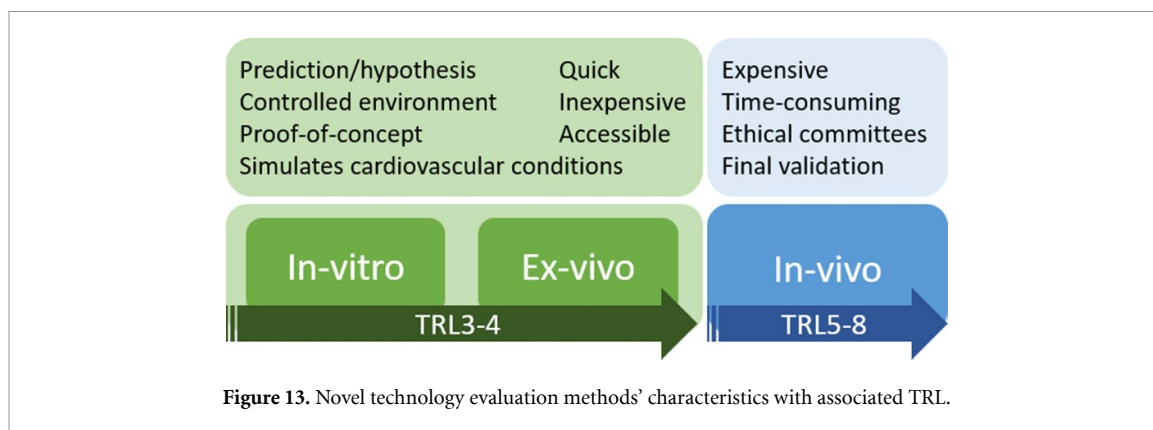 Prediction/hypothesis Quick
Controlled environment Inexpensive
Proof-of-concept Accessible
Simulates cardiovascular conditions
Expensive
Time-consuming
Ethical committees
Final validation
In-vitro Ex-vivo In-vivo
TRL3-4 TRL5-8
Figure 13. Novel technology evaluation methods' characteristics with associated TRL.